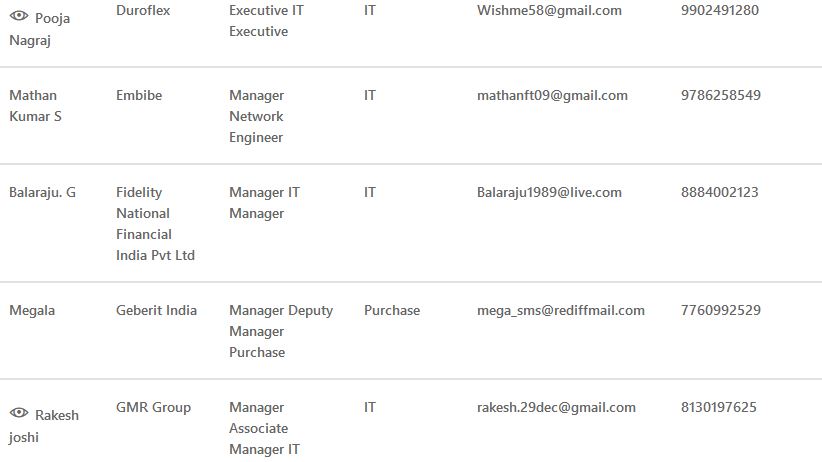 Pooja Nagraj Duroflex Executive IT Executive IT Wishme58@gmail.com 9902491280
Mathan Kumar S Embibe Manager Network Engineer IT mathanft09@gmail.com 9786258549
Balaraju. G Fidelity National Financial India Pvt Ltd Manager IT Manager IT Balaraju1989@live.com 8884002123
Megala Geberit India Manager Deputy Manager Purchase Purchase mega_sms@rediffmail.com 7760992529
Rakesh joshi GMR Group Manager Associate Manager IT IT rakesh.29dec@gmail.com 8130197625